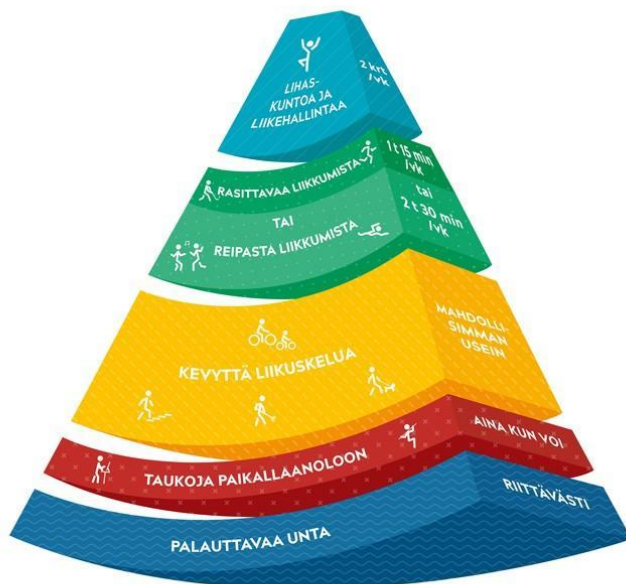 LIHAS-
KUNTOA JA
LIIKEHALLINTAA
2 krt
/vk
RASITTAVAA LIIKKUMISTA
1 t 15 min
/vk
TAI
REIPASTA LIIKKUMISTA
tai
2 t 30 min
/vk
KEVYTTÄ LIIKUSKELUA
MAHDOLLI-
SIMMAN
USEIN
TAUKOJA PAIKALLAANOLOON
AINA KUN VOI
PALAUTTAVAA UNTA
RIITTÄVÄSTI